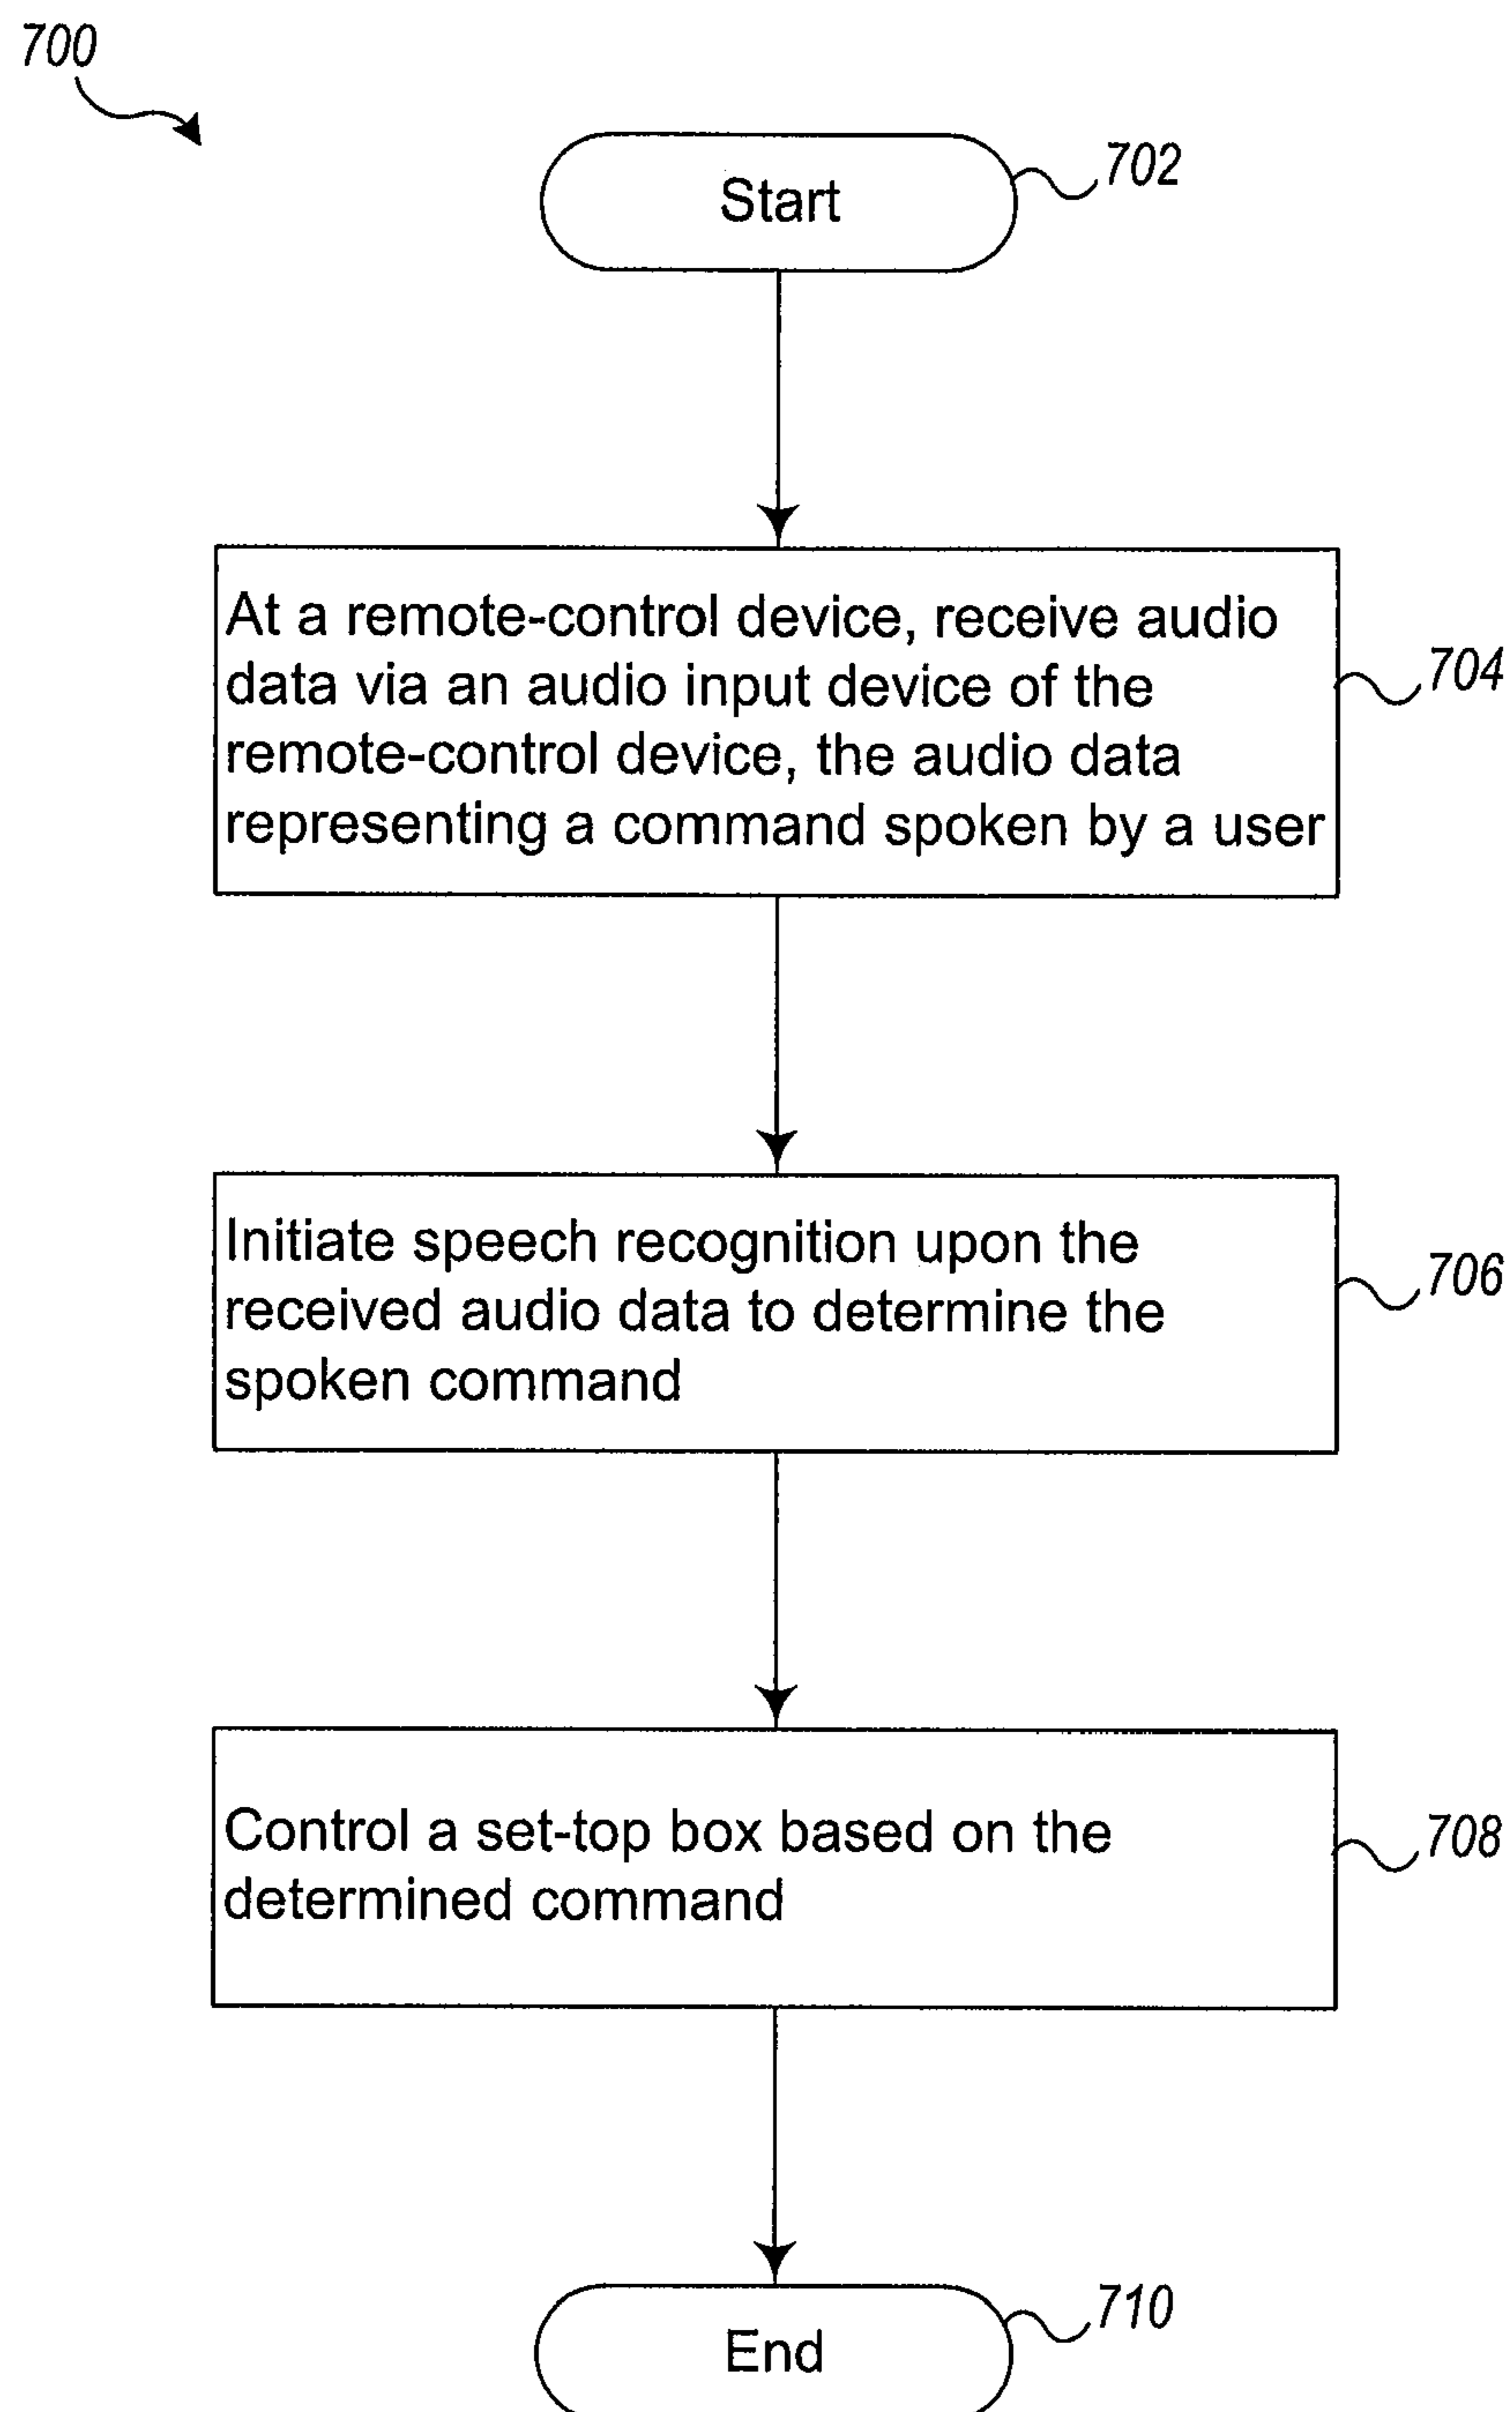 700
Start
702
At a remote-control device, receive audio
data via an audio input device of the
remote-control device, the audio data
representing a command spoken by a user
704
Initiate speech recognition upon the
received audio data to determine the
spoken command
706
Control a set-top box based on the
determined command
708
End
710